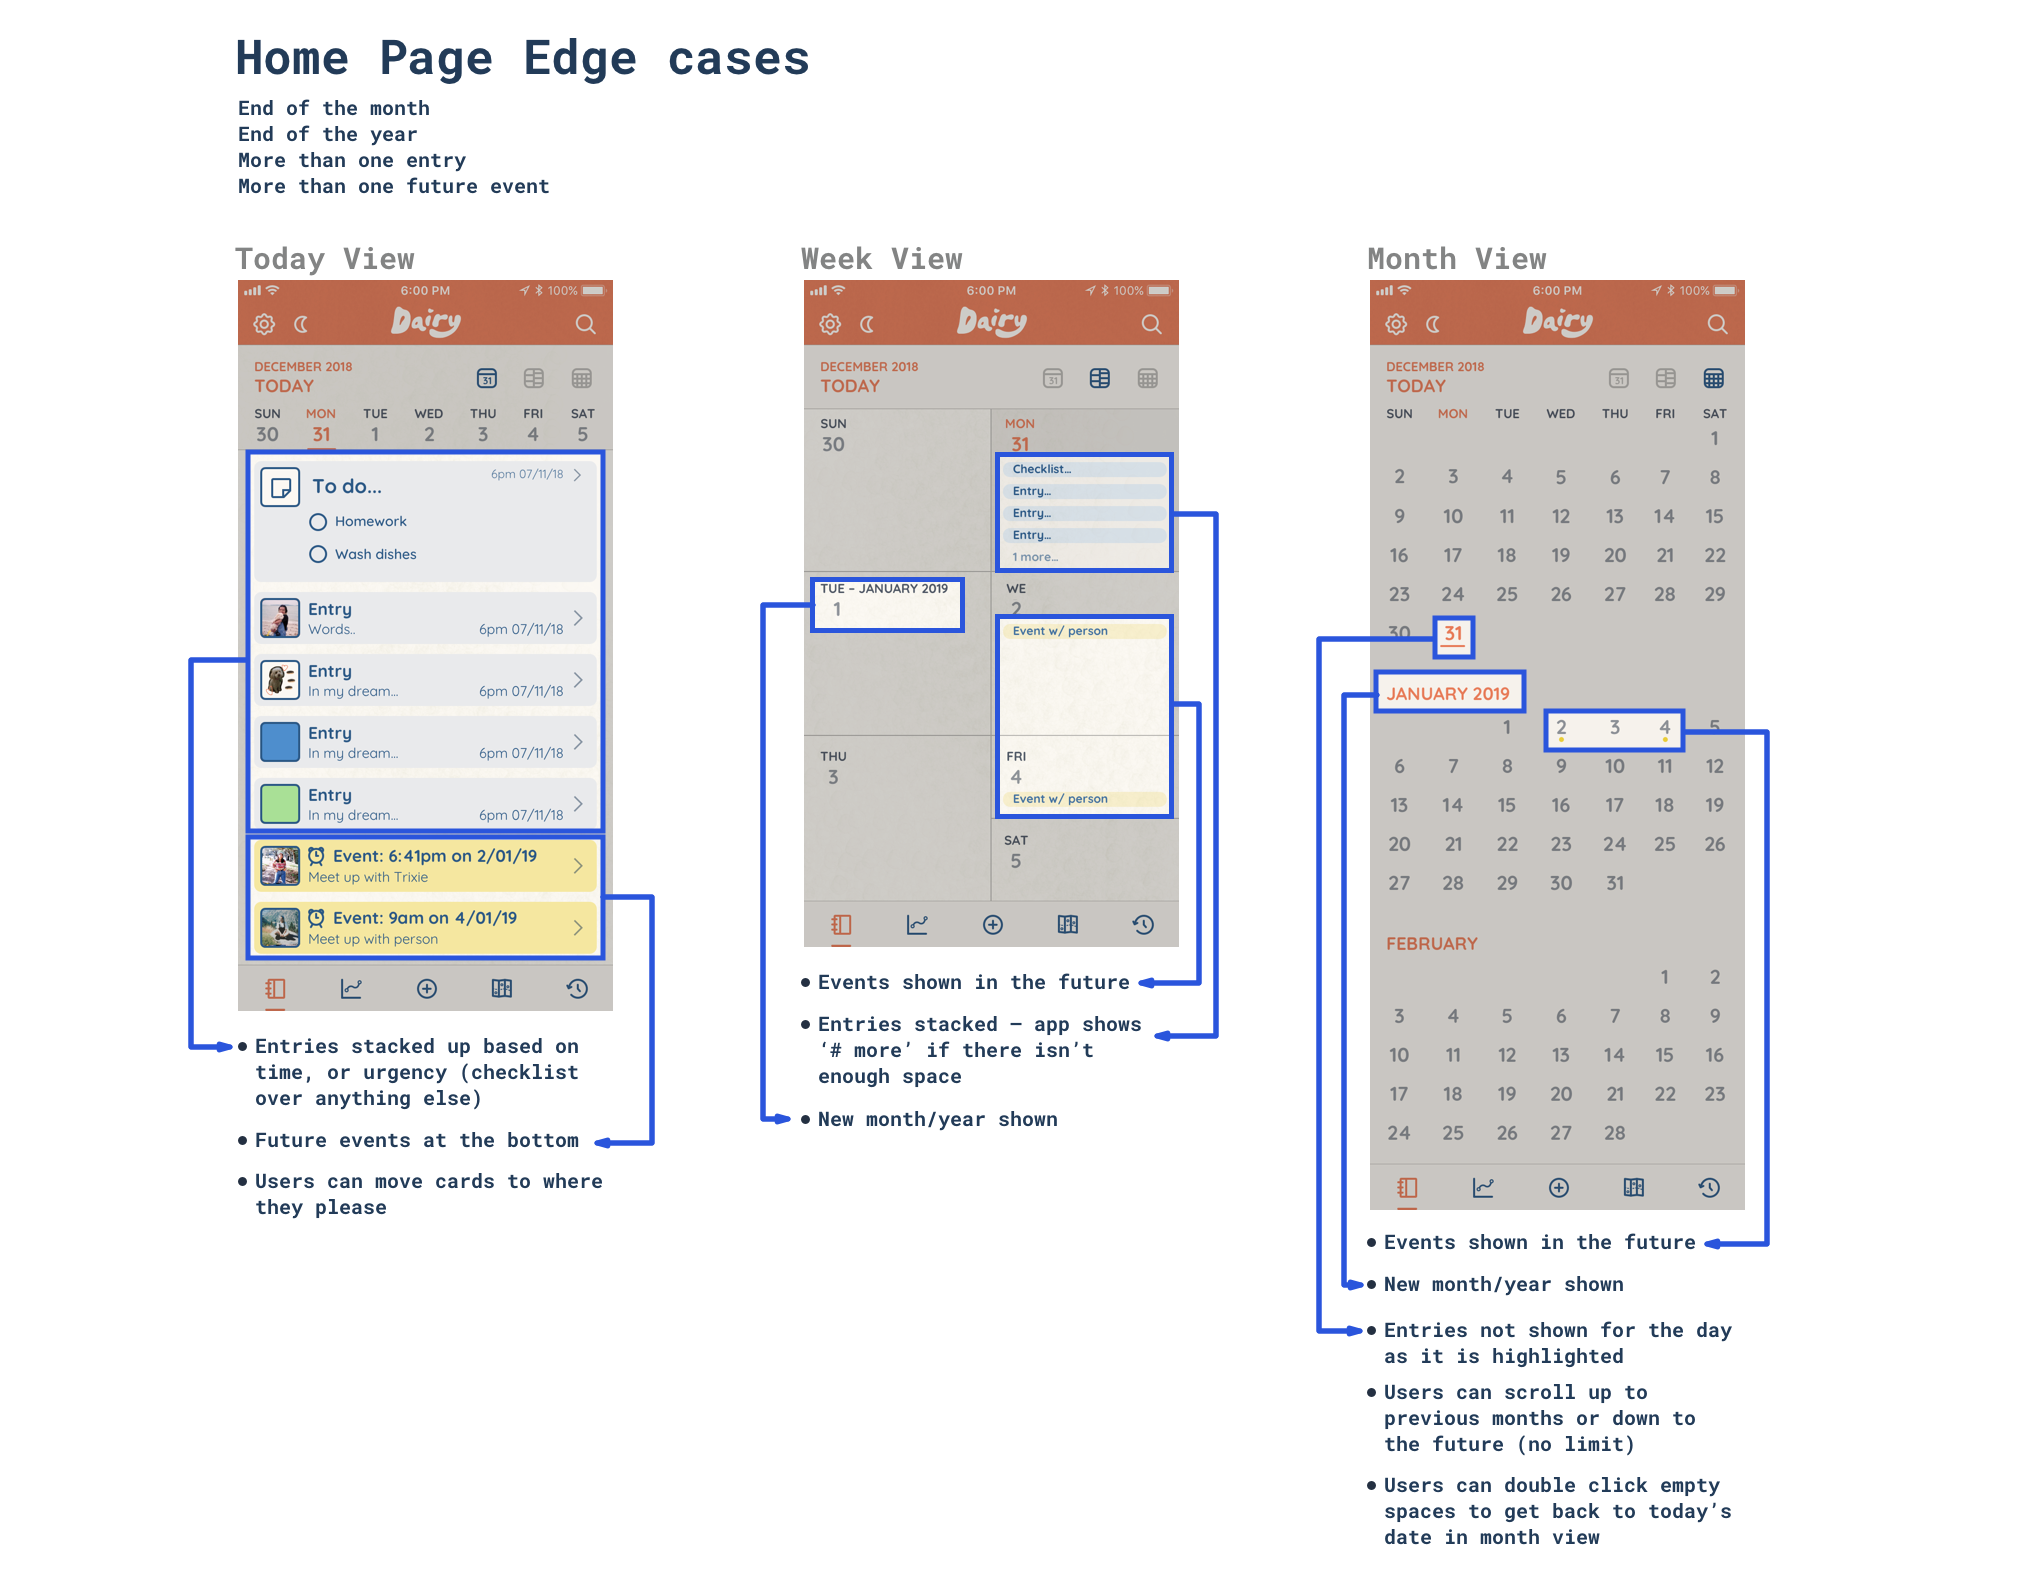 Home Page Edge cases
End of the month
End of the year
More than one entry
More than one future event
Today View
6:00 PM
100%
Dairy
DECEMBER 2018
TODAY
31
SUN MON TUE WED THU FRI SAT
30 31 1 2 3 4 5
To do...
6pm 07/11/18
Homework
Wash dishes
Entry
Words..
6pm 07/11/18
Entry
In my dream...
6pm 07/11/18
Entry
In my dream...
6pm 07/11/18
Entry
In my dream...
6pm 07/11/18
Event: 6:41pm on 2/01/19
Meet up with Trixie
Event: 9am on 4/01/19
Meet up with person
• Entries stacked up based on
time, or urgency (checklist
over anything else)
• Future events at the bottom
• Users can move cards to where
they please
Week View
6:00 PM
100%
Dairy
DECEMBER 2018
TODAY
31
SUN
30
MON
31
Checklist...
Entry...
Entry...
Entry...
1 more...
TUE – JANUARY 2019
1
WE
2
Event w/ person
THU
3
FRI
4
Event w/ person
SAT
5
• Events shown in the future
• Entries stacked – app shows
‘# more’ if there isn’t
enough space
• New month/year shown
Month View
6:00 PM
100%
Dairy
DECEMBER 2018
TODAY
31
SUN MON TUE WED THU FRI SAT
1
2 3 4 5 6 7 8
9 10 11 12 13 14 15
16 17 18 19 20 21 22
23 24 25 26 27 28 29
30 31
JANUARY 2019
1 2 3 4 5
6 7 8 9 10 11 12
13 14 15 16 17 18 19
20 21 22 23 24 25 26
27 28 29 30 31
FEBRUARY
1 2
3 4 5 6 7 8 9
10 11 12 13 14 15 16
17 18 19 20 21 22 23
24 25 26 27 28
• Events shown in the future
• New month/year shown
• Entries not shown for the day
as it is highlighted
• Users can scroll up to
previous months or down to
the future (no limit)
• Users can double click empty
spaces to get back to today’s
date in month view